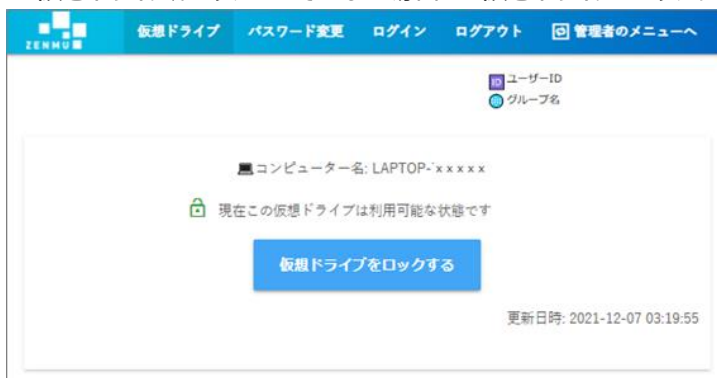 ZENMU 仮想ドライブ パスワード変更 ログイン ログアウト 管理者のメニューへ
ID ユーザーID
グループ名
コンピューター名: LAPTOP-`xxxxx
現在この仮想ドライブは利用可能な状態です
仮想ドライブをロックする
更新日時: 2021-12-07 03:19:55